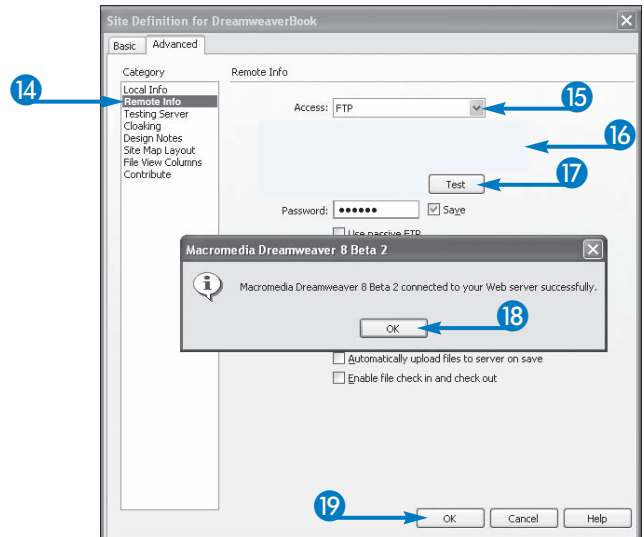 Site Definition for DreamweaverBook
Basic Advanced
Category
Remote Info
Local Info
Remote Info
Testing Server
Cloaking
Design Notes
Site Map Layout
File View Columns
Contribute
14
Access: FTP
15
16
Test
17
Password: ●●●●●● Save
Use passive FTP
Macromedia Dreamweaver 8 Beta 2
Macromedia Dreamweaver 8 Beta 2 connected to your Web server successfully.
OK
18
Automatically upload files to server on save
Enable file check in and check out
19
OK Cancel Help